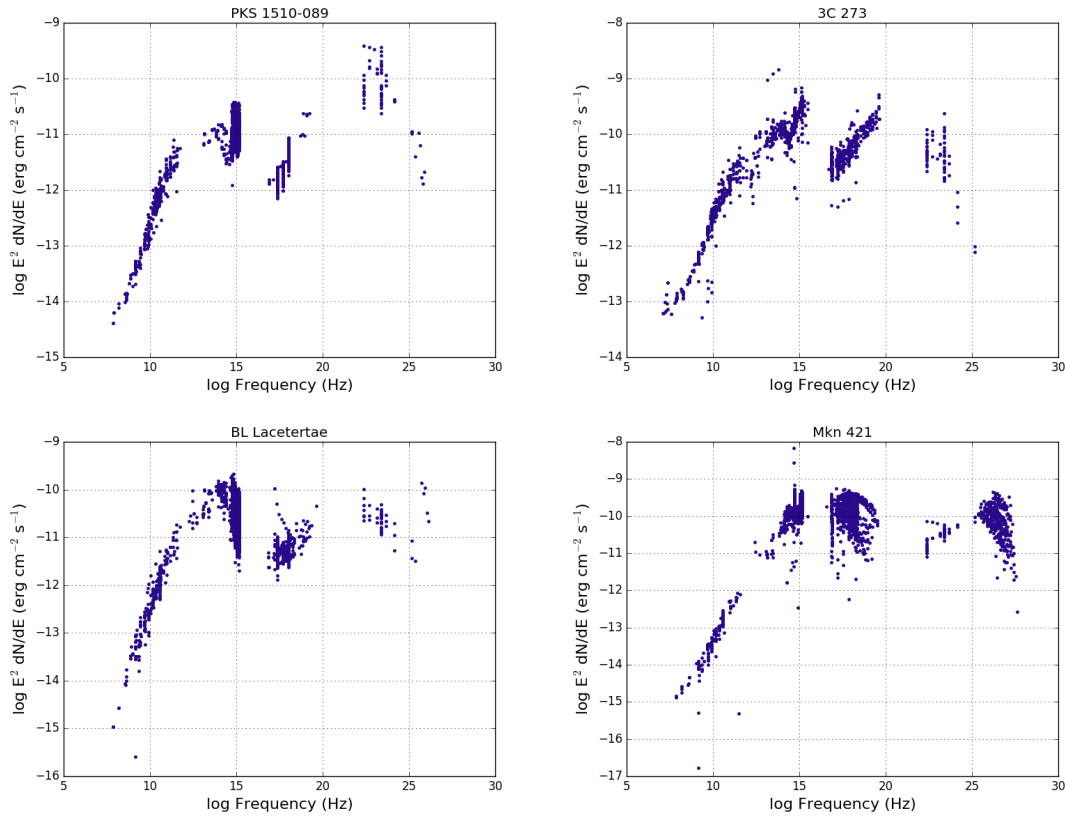 PKS 1510-089
−9
−10
−11
−12
−13
−14
−15
log E² dN/dE (erg cm⁻² s⁻¹)
5 10 15 20 25 30
log Frequency (Hz)
3C 273
−8
−9
−10
−11
−12
−13
−14
log E² dN/dE (erg cm⁻² s⁻¹)
5 10 15 20 25 30
log Frequency (Hz)
BL Lacetertae
−9
−10
−11
−12
−13
−14
−15
−16
log E² dN/dE (erg cm⁻² s⁻¹)
5 10 15 20 25 30
log Frequency (Hz)
Mkn 421
−8
−9
−10
−11
−12
−13
−14
−15
−16
−17
log E² dN/dE (erg cm⁻² s⁻¹)
5 10 15 20 25 30
log Frequency (Hz)